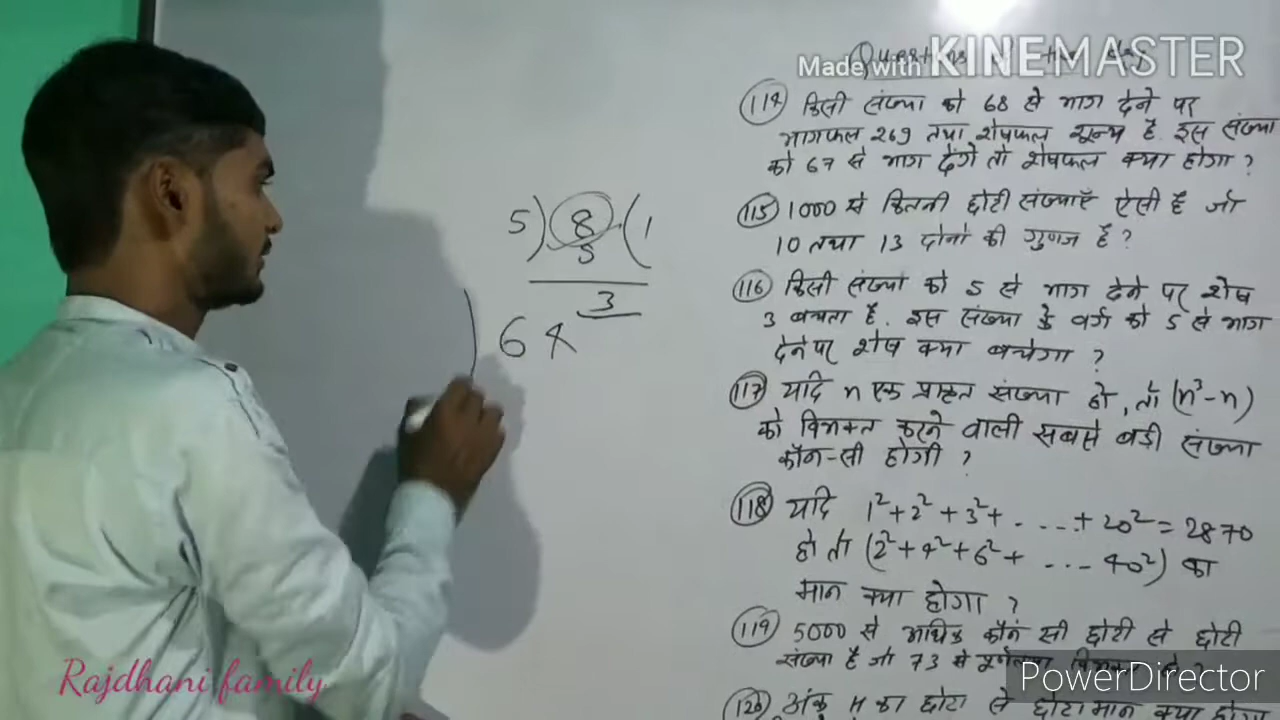 Made with KINEMASTER
Questions
(114) किसी संख्या को 68 से भाग देने पर
भागफल 269 तथा शेषफल शून्य है. इस संख्या
को 67 से भाग देंगे तो शेषफल क्या होगा ?
(115) 1000 से कितनी छोटी संख्याएँ ऐसी है जो
10 तथा 13 दोनो की गुणज है ?
(116) किसी संख्या को 5 से भाग देने पर शेष
3 बचता है. इस संख्या के वर्ग को 5 से भाग
देने पर शेष क्या बचेगा ?
(117) यदि n एक प्राकृत संख्या हो, तो (n³-n)
को विभक्त करने वाली सबसे बड़ी संख्या
कौन-सी होगी ?
(118) यदि 1²+2²+3²+....+20²=2870
हो तो (2²+4²+6²+ ... 40²) का
मान क्या होगा ?
(119) 5000 से अधिक कौन सी छोटी से छोटी
संख्या है जो 73 से
(120) अंक का छोटा से छोटा मान क्या होगा
5) 8 (1
5
3
64
Rajdhani family
PowerDirector